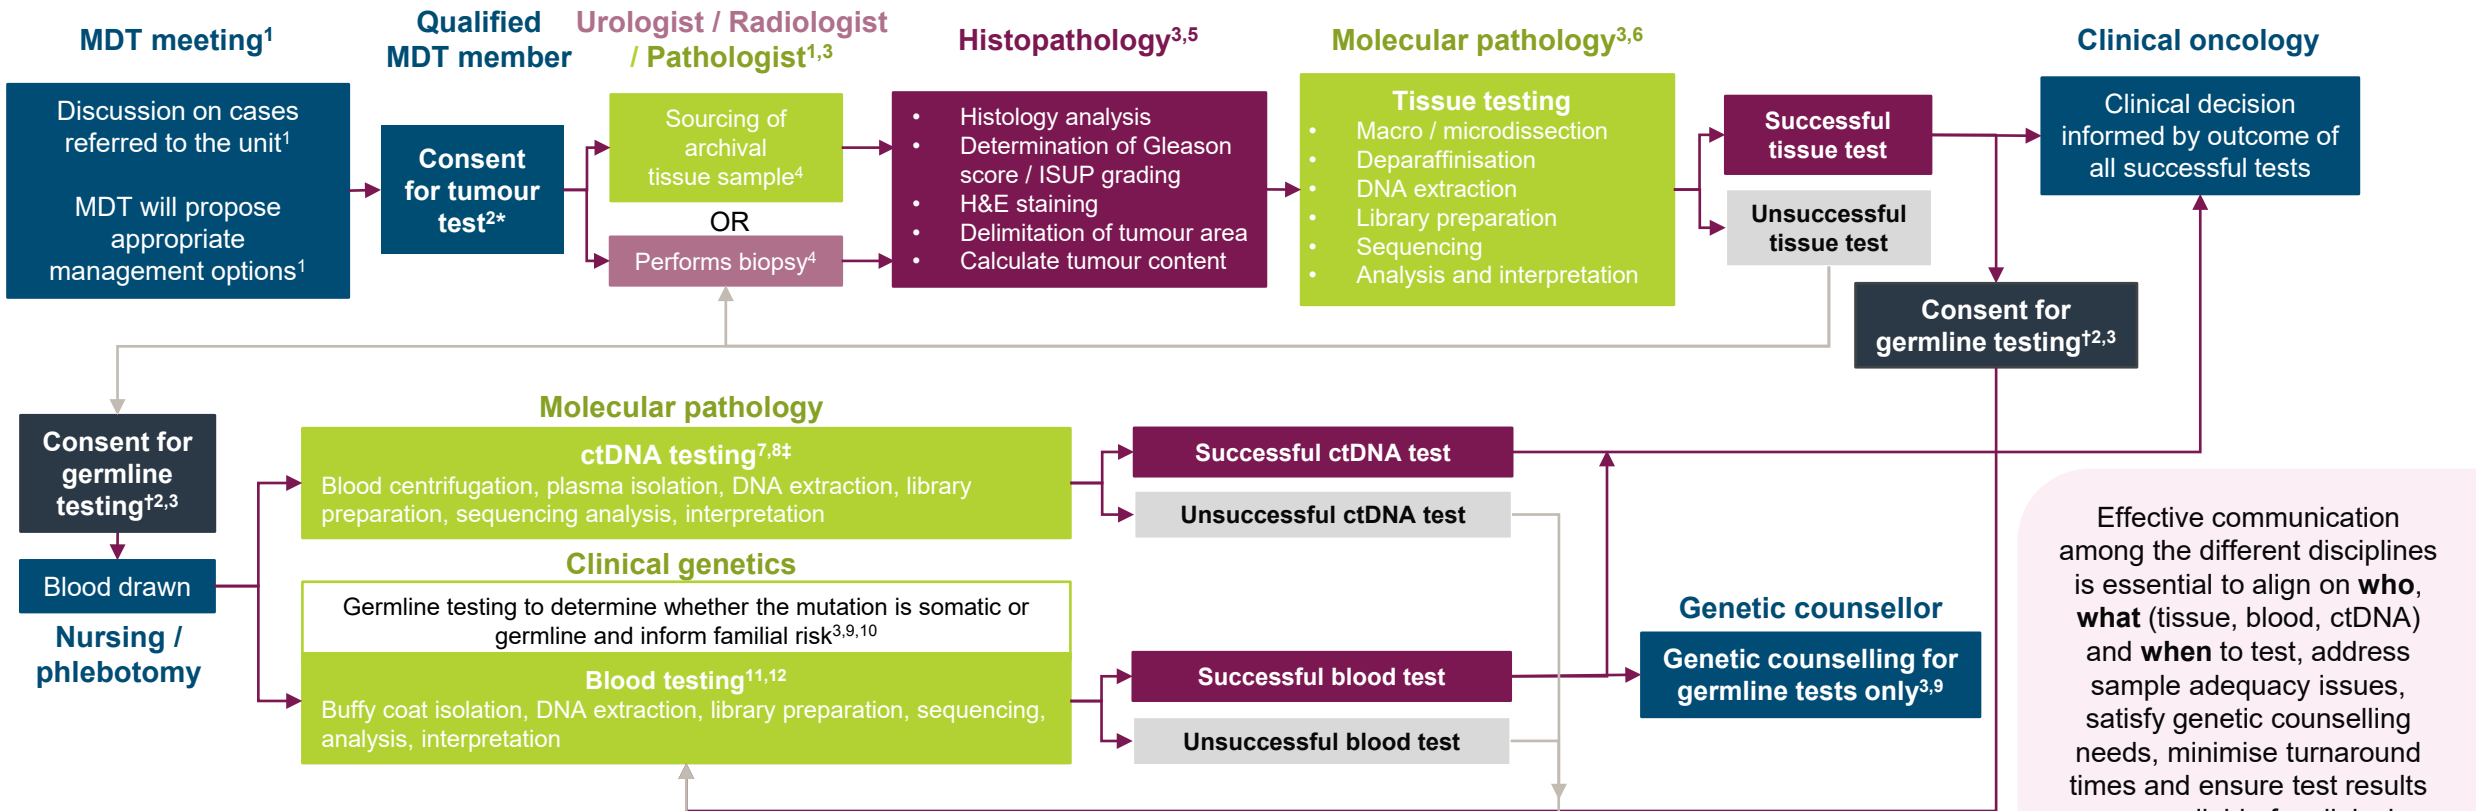 MDT meeting1
Discussion on cases
referred to the unit1
MDT will propose
appropriate
management options1
Qualified
MDT member
Consent
for tumour
test2*
Urologist / Radiologist
/ Pathologist1,3
Sourcing of
archival
tissue sample4
OR
Performs biopsy4
Histopathology3,5
• Histology analysis
• Determination of Gleason
score / ISUP grading
• H&E staining
• Delimitation of tumour area
• Calculate tumour content
Molecular pathology3,6
Tissue testing
• Macro / microdissection
• Deparaffinisation
• DNA extraction
• Library preparation
• Sequencing
• Analysis and interpretation
Successful
tissue test
Unsuccessful
tissue test
Clinical oncology
Clinical decision
informed by outcome of
all successful tests
Consent for
germline testing†2,3
Consent for
germline
testing†2,3
Blood drawn
Nursing /
phlebotomy
Molecular pathology
ctDNA testing7,8‡
Blood centrifugation, plasma isolation, DNA extraction, library
preparation, sequencing analysis, interpretation
Successful ctDNA test
Unsuccessful ctDNA test
Clinical genetics
Germline testing to determine whether the mutation is somatic or
germline and inform familial risk3,9,10
Blood testing11,12
Buffy coat isolation, DNA extraction, library preparation, sequencing,
analysis, interpretation
Successful blood test
Unsuccessful blood test
Genetic counsellor
Genetic counselling for
germline tests only3,9
Effective communication
among the different disciplines
is essential to align on who,
what (tissue, blood, ctDNA)
and when to test, address
sample adequacy issues,
satisfy genetic counselling
needs, minimise turnaround
times and ensure test results